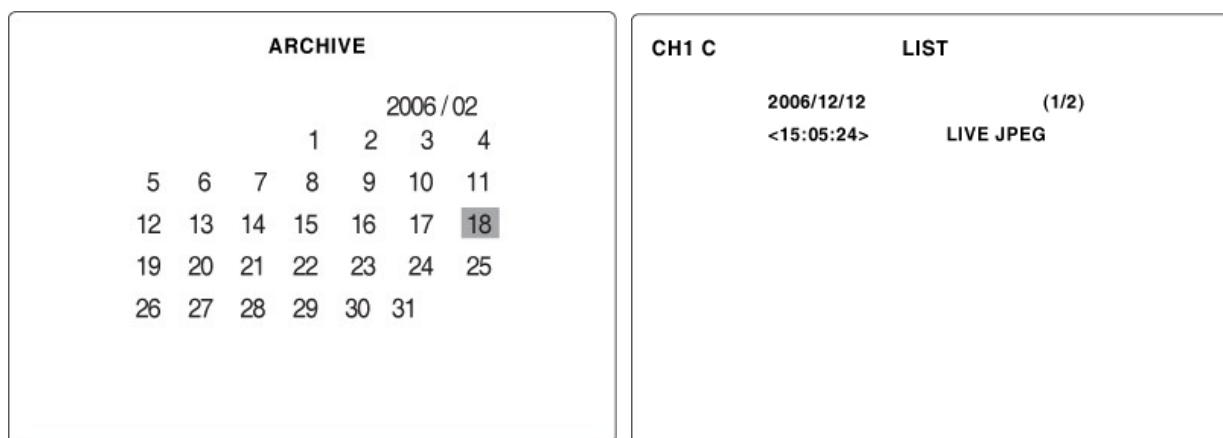 ARCHIVE
2006 / 02
1 2 3 4
5 6 7 8 9 10 11
12 13 14 15 16 17 18
19 20 21 22 23 24 25
26 27 28 29 30 31
CH1 C LIST
2006/12/12 (1/2)
<15:05:24> LIVE JPEG